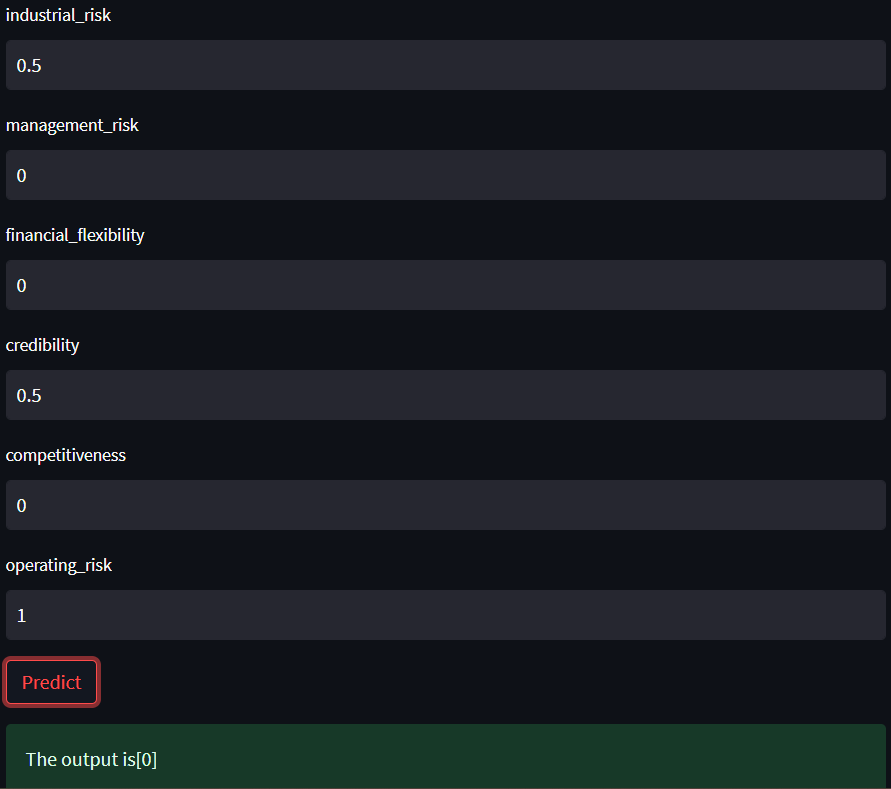 industrial_risk
0.5
management_risk
0
financial_flexibility
0
credibility
0.5
competitiveness
0
operating_risk
1
Predict
The output is[0]